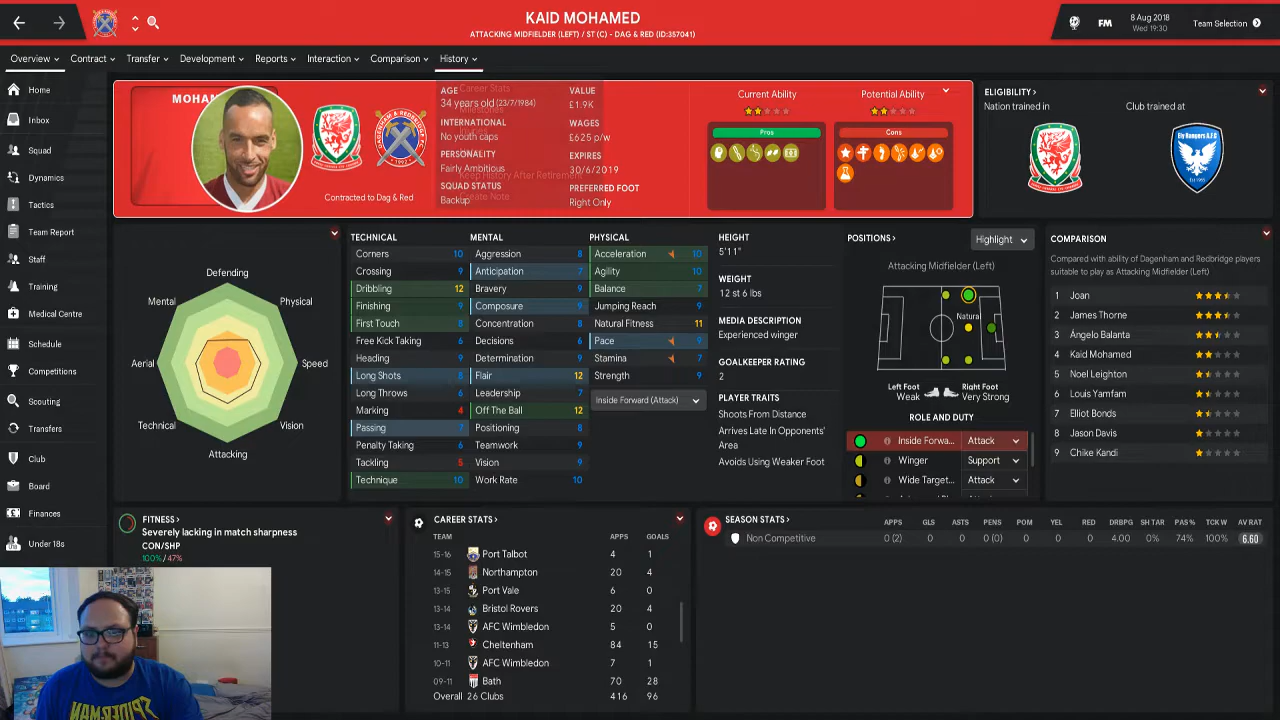 KAID MOHAMED
ATTACKING MIDFIELDER (LEFT) / ST (C) - DAG & RED (ID:357041)
FM
8 Aug 2018
Wed 19:30
Team Selection
Overview
Contract
Transfer
Development
Reports
Interaction
Comparison
History
Home
Inbox
Squad
Dynamics
Tactics
Team Report
Staff
Training
Medical Centre
Schedule
Competitions
Scouting
Transfers
Club
Board
Finances
Under 18s
MOHAM
Contracted to Dag & Red
AGE
34 years old (23/7/1984)
INTERNATIONAL
No youth caps
PERSONALITY
Fairly Ambitious
SQUAD STATUS
Backup
Career Stats
Keep History After Retirement
Create Note
VALUE
£1.9K
WAGES
£625 p/w
EXPIRES
30/6/2019
PREFERRED FOOT
Right Only
Current Ability
Potential Ability
Pros
Cons
ELIGIBILITY
Nation trained in
Club trained at
Ely Rangers A.F.C
Defending
Physical
Speed
Vision
Attacking
Technical
Aerial
Mental
TECHNICAL
Corners 10
Crossing 9
Dribbling 12
Finishing 9
First Touch 8
Free Kick Taking 6
Heading 9
Long Shots 8
Long Throws 6
Marking 4
Passing 7
Penalty Taking 6
Tackling 5
Technique 10
MENTAL
Aggression 8
Anticipation 7
Bravery 9
Composure 9
Concentration 8
Decisions 6
Determination 9
Flair 12
Leadership 7
Off The Ball 12
Positioning 8
Teamwork 9
Vision 9
Work Rate 10
PHYSICAL
Acceleration 10
Agility 10
Balance 7
Jumping Reach 9
Natural Fitness 11
Pace 9
Stamina 7
Strength 9
Inside Forward (Attack)
HEIGHT
5'11"
WEIGHT
12 st 6 lbs
MEDIA DESCRIPTION
Experienced winger
GOALKEEPER RATING
2
PLAYER TRAITS
Shoots From Distance
Arrives Late In Opponents'
Area
Avoids Using Weaker Foot
POSITIONS
Highlight
Attacking Midfielder (Left)
Natural
Left Foot
Weak
Right Foot
Very Strong
ROLE AND DUTY
Inside Forwa... Attack
Winger Support
Wide Target... Attack
COMPARISON
Compared with ability of Dagenham and Redbridge players
suitable to play as Attacking Midfielder (Left)
1 Joan
2 James Thorne
3 Ángelo Balanta
4 Kaid Mohamed
5 Noel Leighton
6 Louis Yamfam
7 Elliot Bonds
8 Jason Davis
9 Chike Kandi
FITNESS
Severely lacking in match sharpness
CON/SHP
100% / 47%
CAREER STATS
TEAM APPS GOALS
15-16 Port Talbot 4 1
14-15 Northampton 20 4
13-15 Port Vale 6 0
13-14 Bristol Rovers 20 4
13-14 AFC Wimbledon 5 0
11-13 Cheltenham 84 15
10-11 AFC Wimbledon 7 1
09-11 Bath 70 28
Overall 26 Clubs 416 96
SEASON STATS
APPS GLS ASTS PENS POM YEL RED DRBPG SH TAR PAS% TCK W AV RAT
Non Competitive 0 (2) 0 0 0 (0) 0 0 0 4.00 0% 74% 100% 6.60